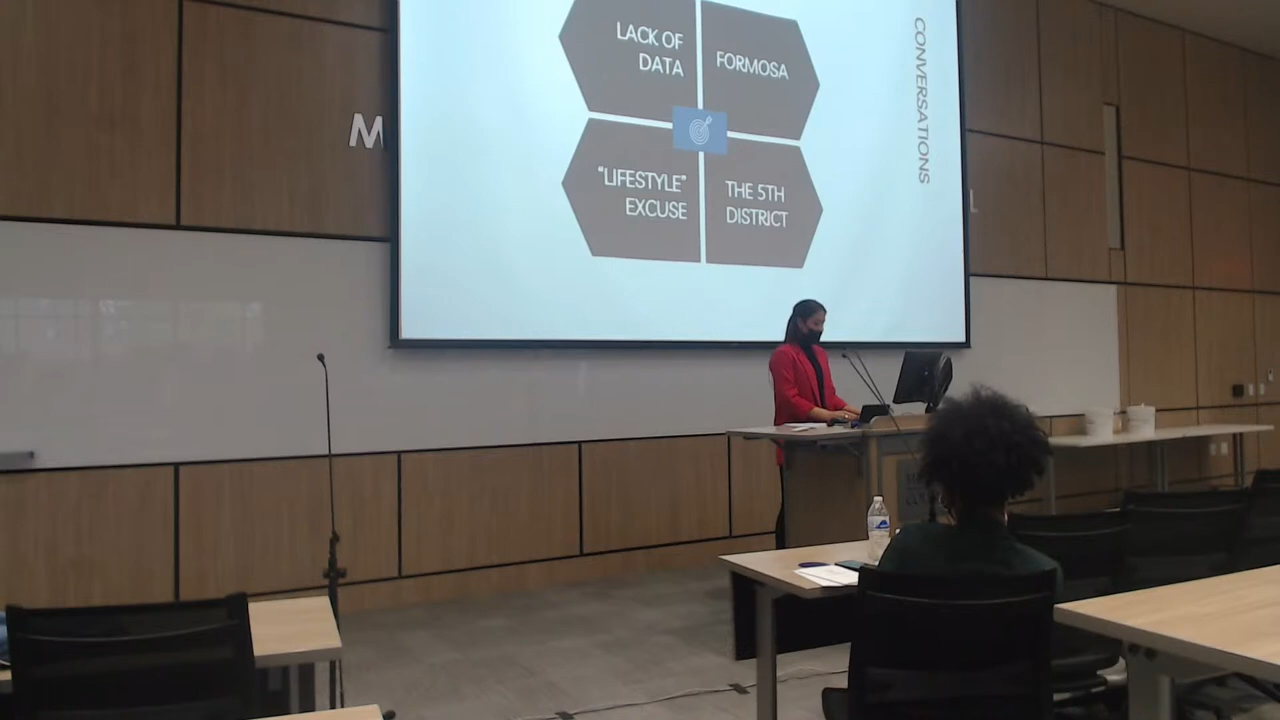 LACK OF
DATA
FORMOSA
"LIFESTYLE"
EXCUSE
THE 5TH
DISTRICT
CONVERSATIONS
M
L